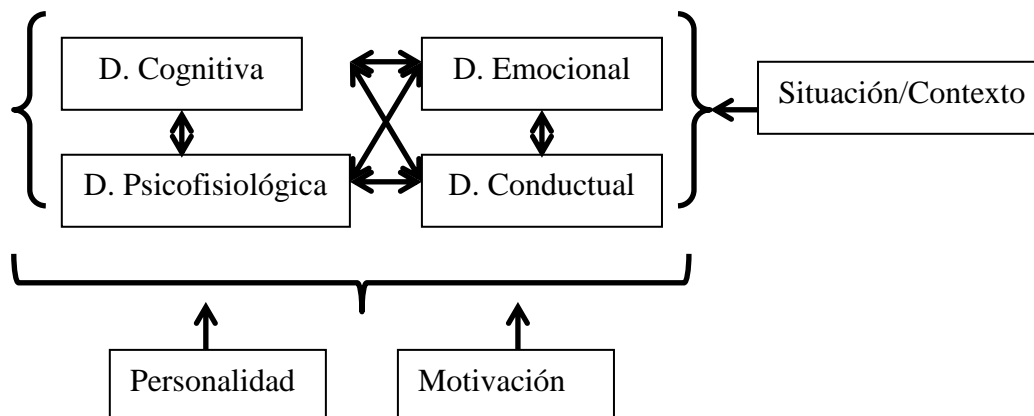 D. Cognitiva
D. Emocional
Situación/Contexto
D. Psicofisiológica
D. Conductual
Personalidad
Motivación